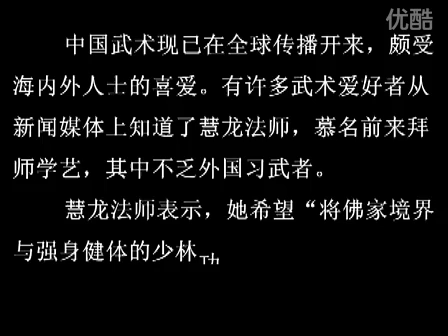 优酷
中国武术现已在全球传播开来，颇受
海内外人士的喜爱。有许多武术爱好者从
新闻媒体上知道了慧龙法师，慕名前来拜
师学艺，其中不乏外国习武者。
慧龙法师表示，她希望“将佛家境界
与强身健体的少林